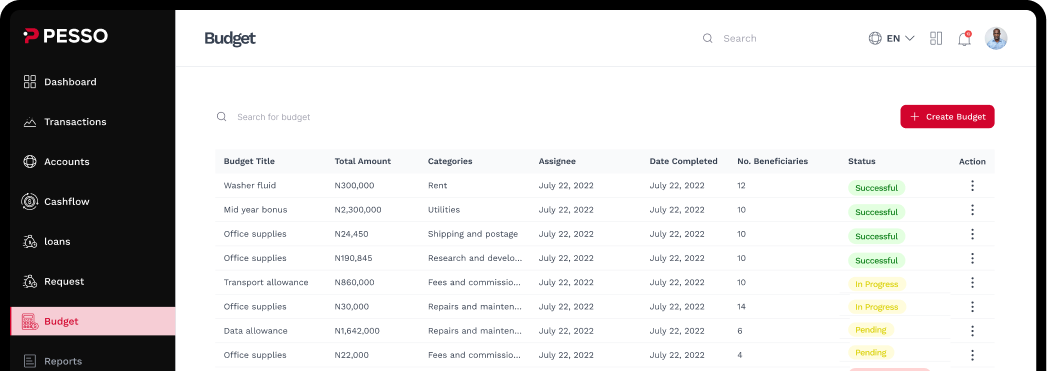 PESSO
Budget
Search
EN
Dashboard
Transactions
Accounts
Cashflow
loans
Request
Budget
Reports
Search for budget
Create Budget
Budget Title Total Amount Categories Assignee Date Completed No. Beneficiaries Status Action
Washer fluid N300,000 Rent July 22, 2022 July 22, 2022 12 Successful
Mid year bonus N2,300,000 Utilities July 22, 2022 July 22, 2022 10 Successful
Office supplies N24,450 Shipping and postage July 22, 2022 July 22, 2022 10 Successful
Office supplies N190,845 Research and develo... July 22, 2022 July 22, 2022 10 Successful
Transport allowance N860,000 Fees and commissio... July 22, 2022 July 22, 2022 10 In Progress
Office supplies N30,000 Repairs and mainten... July 22, 2022 July 22, 2022 14 In Progress
Data allowance N1,642,000 Repairs and mainten... July 22, 2022 July 22, 2022 6 Pending
Office supplies N22,000 Fees and commissio... July 22, 2022 July 22, 2022 4 Pending